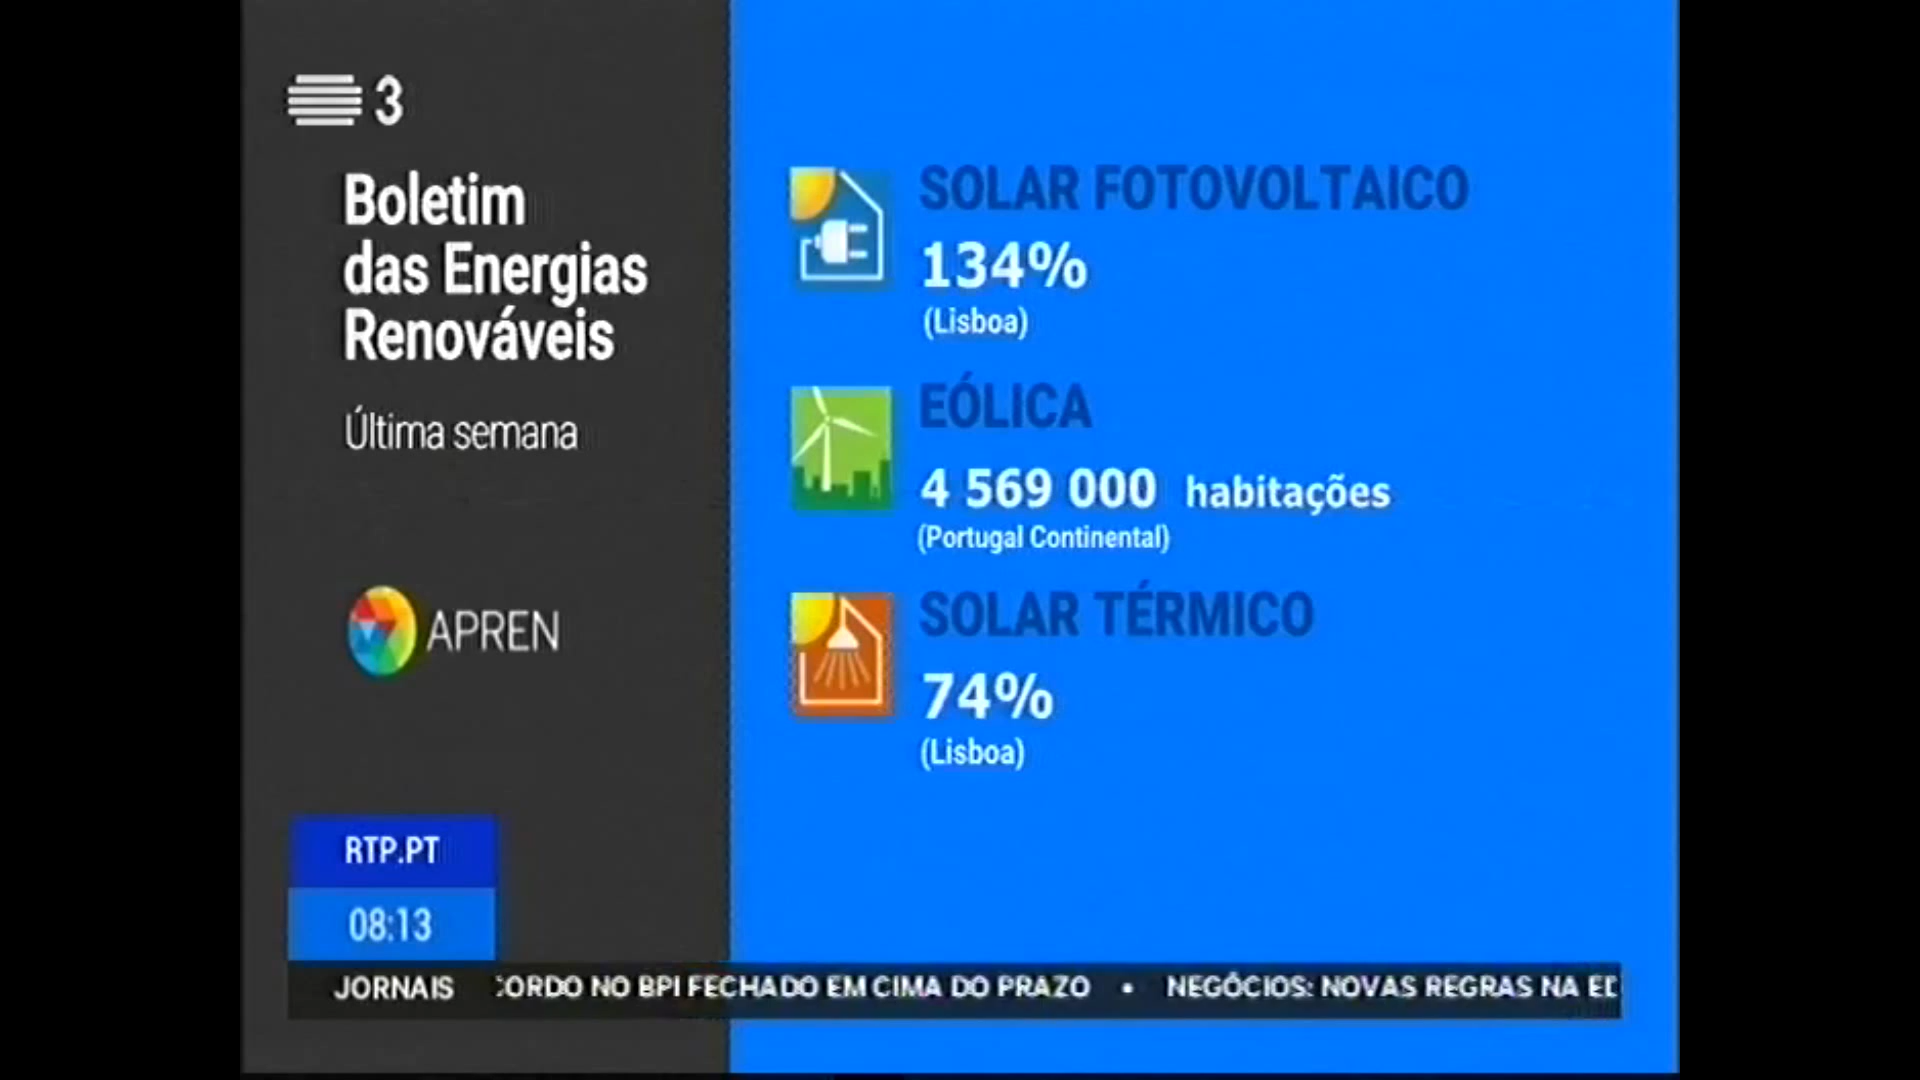 3
Boletim
das Energias
Renováveis
Última semana
APREN
SOLAR FOTOVOLTAICO
134%
(Lisboa)
EÓLICA
4 569 000 habitações
(Portugal Continental)
SOLAR TÉRMICO
74%
(Lisboa)
RTP.PT
08:13
JORNAIS NO BPI FECHADO EM CIMA DO PRAZO • NEGÓCIOS: NOVAS REGRAS NA